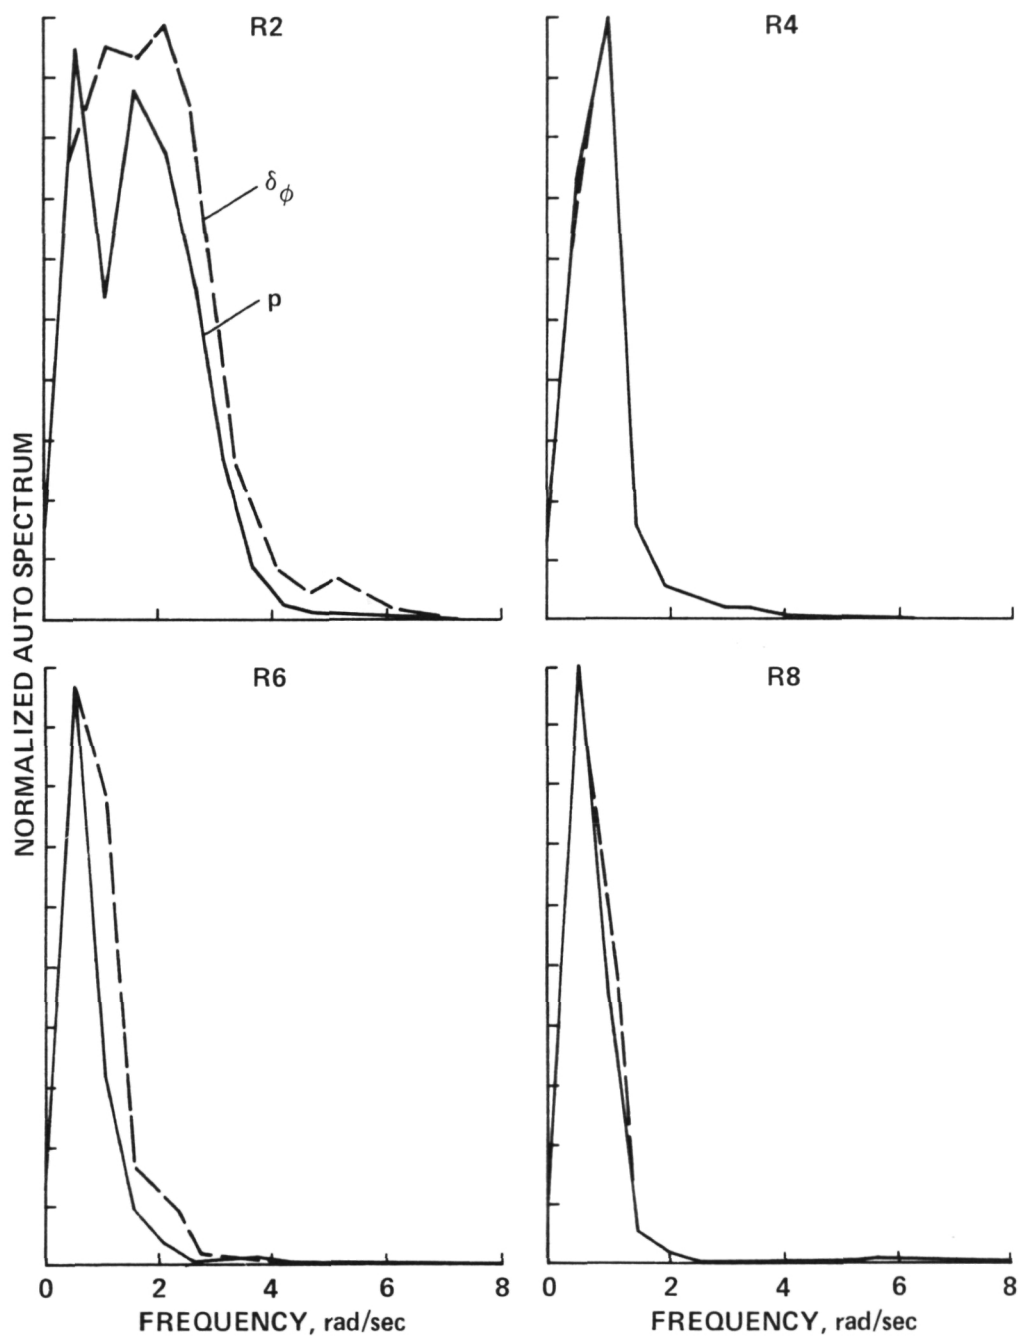 R2
R4
δφ
p
NORMALIZED AUTO SPECTRUM
R6
R8
0 2 4 6 8
0 2 4 6 8
FREQUENCY, rad/sec
FREQUENCY, rad/sec